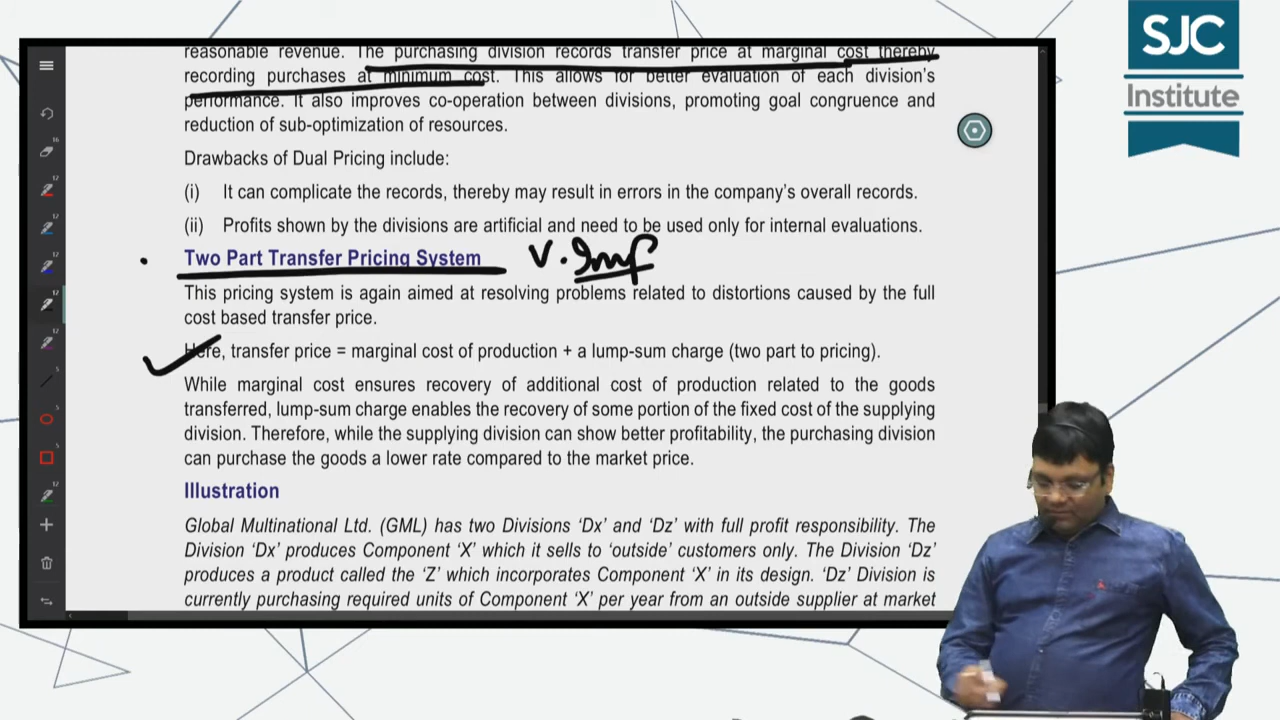 SJC
Institute
reasonable revenue. The purchasing division records transfer price at marginal cost thereby
recording purchases at minimum cost. This allows for better evaluation of each division's
performance. It also improves co-operation between divisions, promoting goal congruence and
reduction of sub-optimization of resources.
Drawbacks of Dual Pricing include:
(i) It can complicate the records, thereby may result in errors in the company's overall records.
(ii) Profits shown by the divisions are artificial and need to be used only for internal evaluations.
Two Part Transfer Pricing System V. Imp
This pricing system is again aimed at resolving problems related to distortions caused by the full
cost based transfer price.
Here, transfer price = marginal cost of production + a lump-sum charge (two part to pricing).
While marginal cost ensures recovery of additional cost of production related to the goods
transferred, lump-sum charge enables the recovery of some portion of the fixed cost of the supplying
division. Therefore, while the supplying division can show better profitability, the purchasing division
can purchase the goods a lower rate compared to the market price.
Illustration
Global Multinational Ltd. (GML) has two Divisions 'Dx' and 'Dz' with full profit responsibility. The
Division 'Dx' produces Component 'X' which it sells to 'outside' customers only. The Division 'Dz'
produces a product called the 'Z' which incorporates Component 'X' in its design. 'Dz' Division is
currently purchasing required units of Component 'X' per year from an outside supplier at market